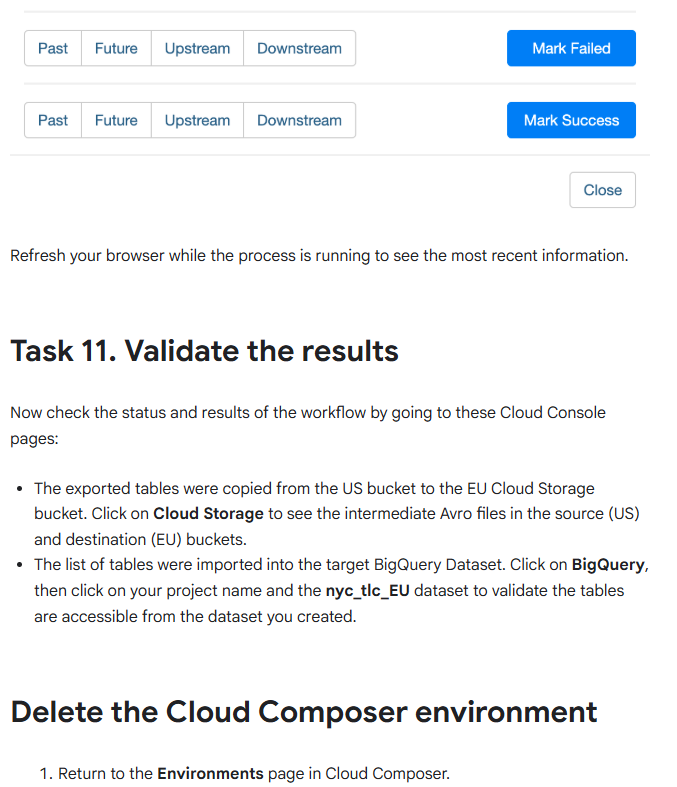 Past Future Upstream Downstream Mark Failed
Past Future Upstream Downstream Mark Success
Close
Refresh your browser while the process is running to see the most recent information.
Task 11. Validate the results
Now check the status and results of the workflow by going to these Cloud Console
pages:
• The exported tables were copied from the US bucket to the EU Cloud Storage
bucket. Click on Cloud Storage to see the intermediate Avro files in the source (US)
and destination (EU) buckets.
• The list of tables were imported into the target BigQuery Dataset. Click on BigQuery,
then click on your project name and the nyc_tlc_EU dataset to validate the tables
are accessible from the dataset you created.
Delete the Cloud Composer environment
1. Return to the Environments page in Cloud Composer.